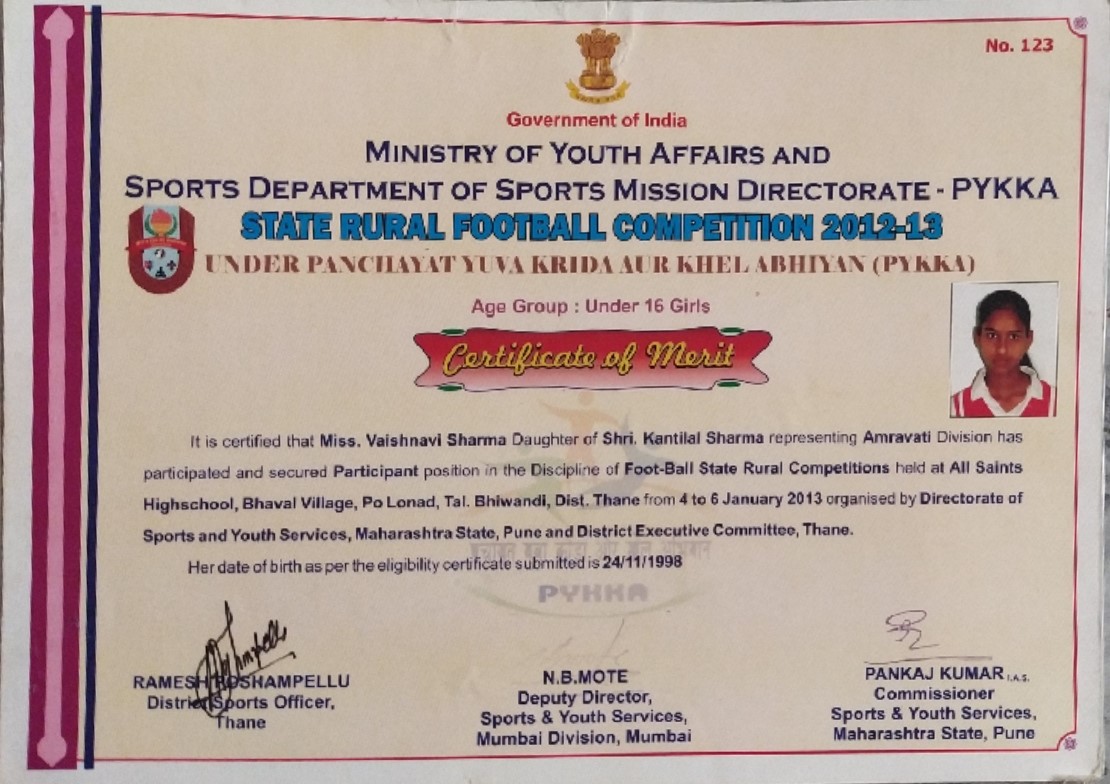 No. 123
Government of India
MINISTRY OF YOUTH AFFAIRS AND
SPORTS DEPARTMENT OF SPORTS MISSION DIRECTORATE - PYKKA
STATE RURAL FOOTBALL COMPETITION 2012-13
UNDER PANCHAYAT YUVA KRIDA AUR KHEL ABHIYAN (PYKKA)
Age Group : Under 16 Girls
Certificate of Merit
It is certified that Miss. Vaishnavi Sharma Daughter of Shri. Kantilal Sharma representing Amravati Division has
participated and secured Participant position in the Discipline of Foot-Ball State Rural Competitions held at All Saints
Highschool, Bhaval Village, Po Lonad, Tal. Bhiwandi, Dist. Thane from 4 to 6 January 2013 organised by Directorate of
Sports and Youth Services, Maharashtra State, Pune and District Executive Committee, Thane.
Her date of birth as per the eligibility certificate submitted is 24/11/1998
PYKKA
RAMESH
District Sports Officer,
Thane
N.B.MOTE
Deputy Director,
Sports & Youth Services,
Mumbai Division, Mumbai
PANKAJ KUMAR I.A.S.
Commissioner
Sports & Youth Services,
Maharashtra State, Pune